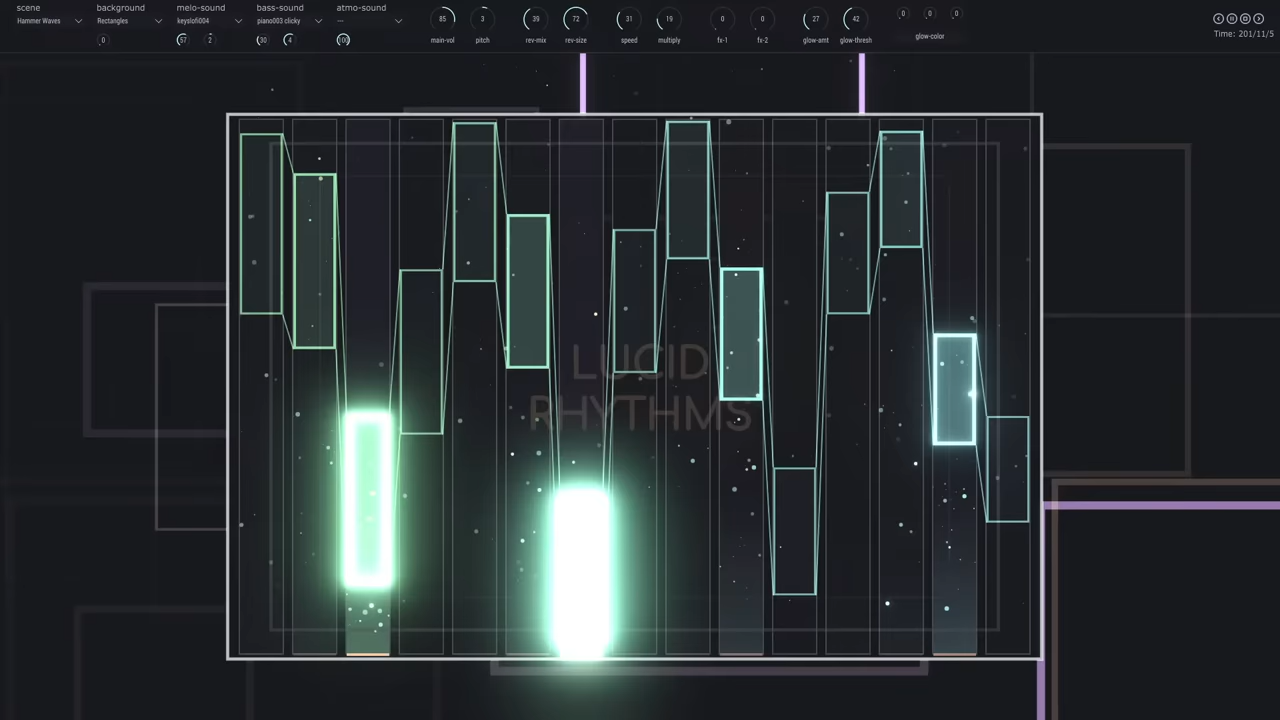 scene
Hammer Waves
background
Rectangles
0
melo-sound
keyslofi004
57 2
bass-sound
piano003 clicky
30 4
atmo-sound
---
100
85 3 39 72 31 19 0 0 27 42 0 0 0
main-vol pitch rev-mix rev-size speed multiply fx-1 fx-2 glow-amt glow-thresh glow-color
Time: 201/11/5
LUCID
RHYTHMS